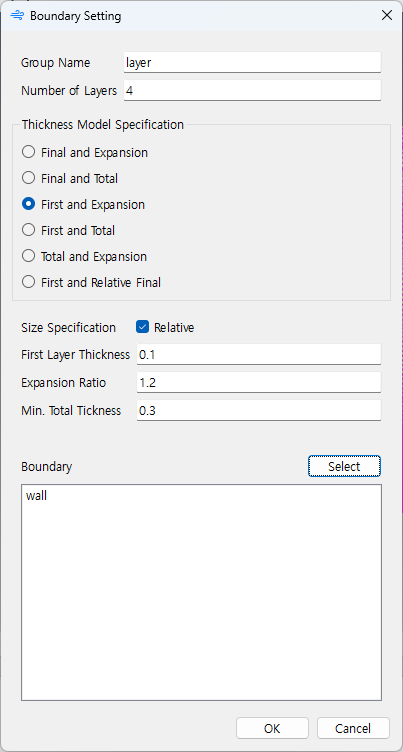 Boundary Setting
Group Name layer
Number of Layers 4
Thickness Model Specification
Final and Expansion
Final and Total
First and Expansion
First and Total
Total and Expansion
First and Relative Final
Size Specification Relative
First Layer Thickness 0.1
Expansion Ratio 1.2
Min. Total Tickness 0.3
Boundary Select
wall
OK Cancel